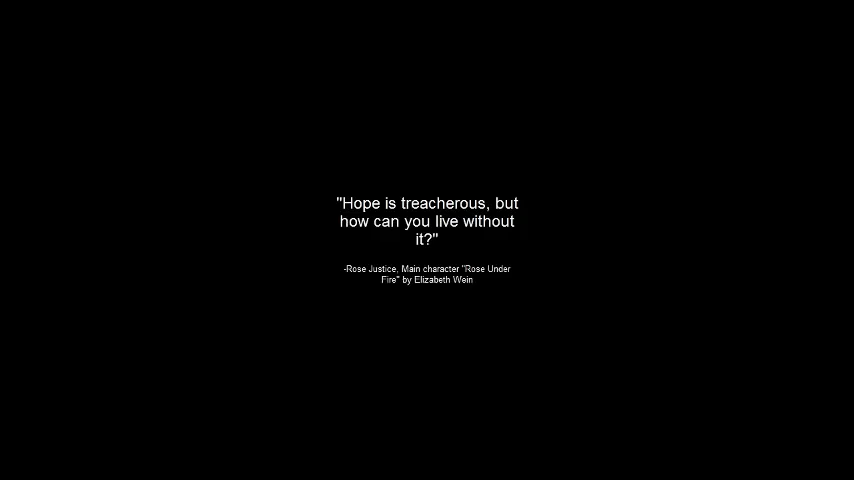 "Hope is treacherous, but
how can you live without
it?"
-Rose Justice, Main character "Rose Under
Fire" by Elizabeth Wein